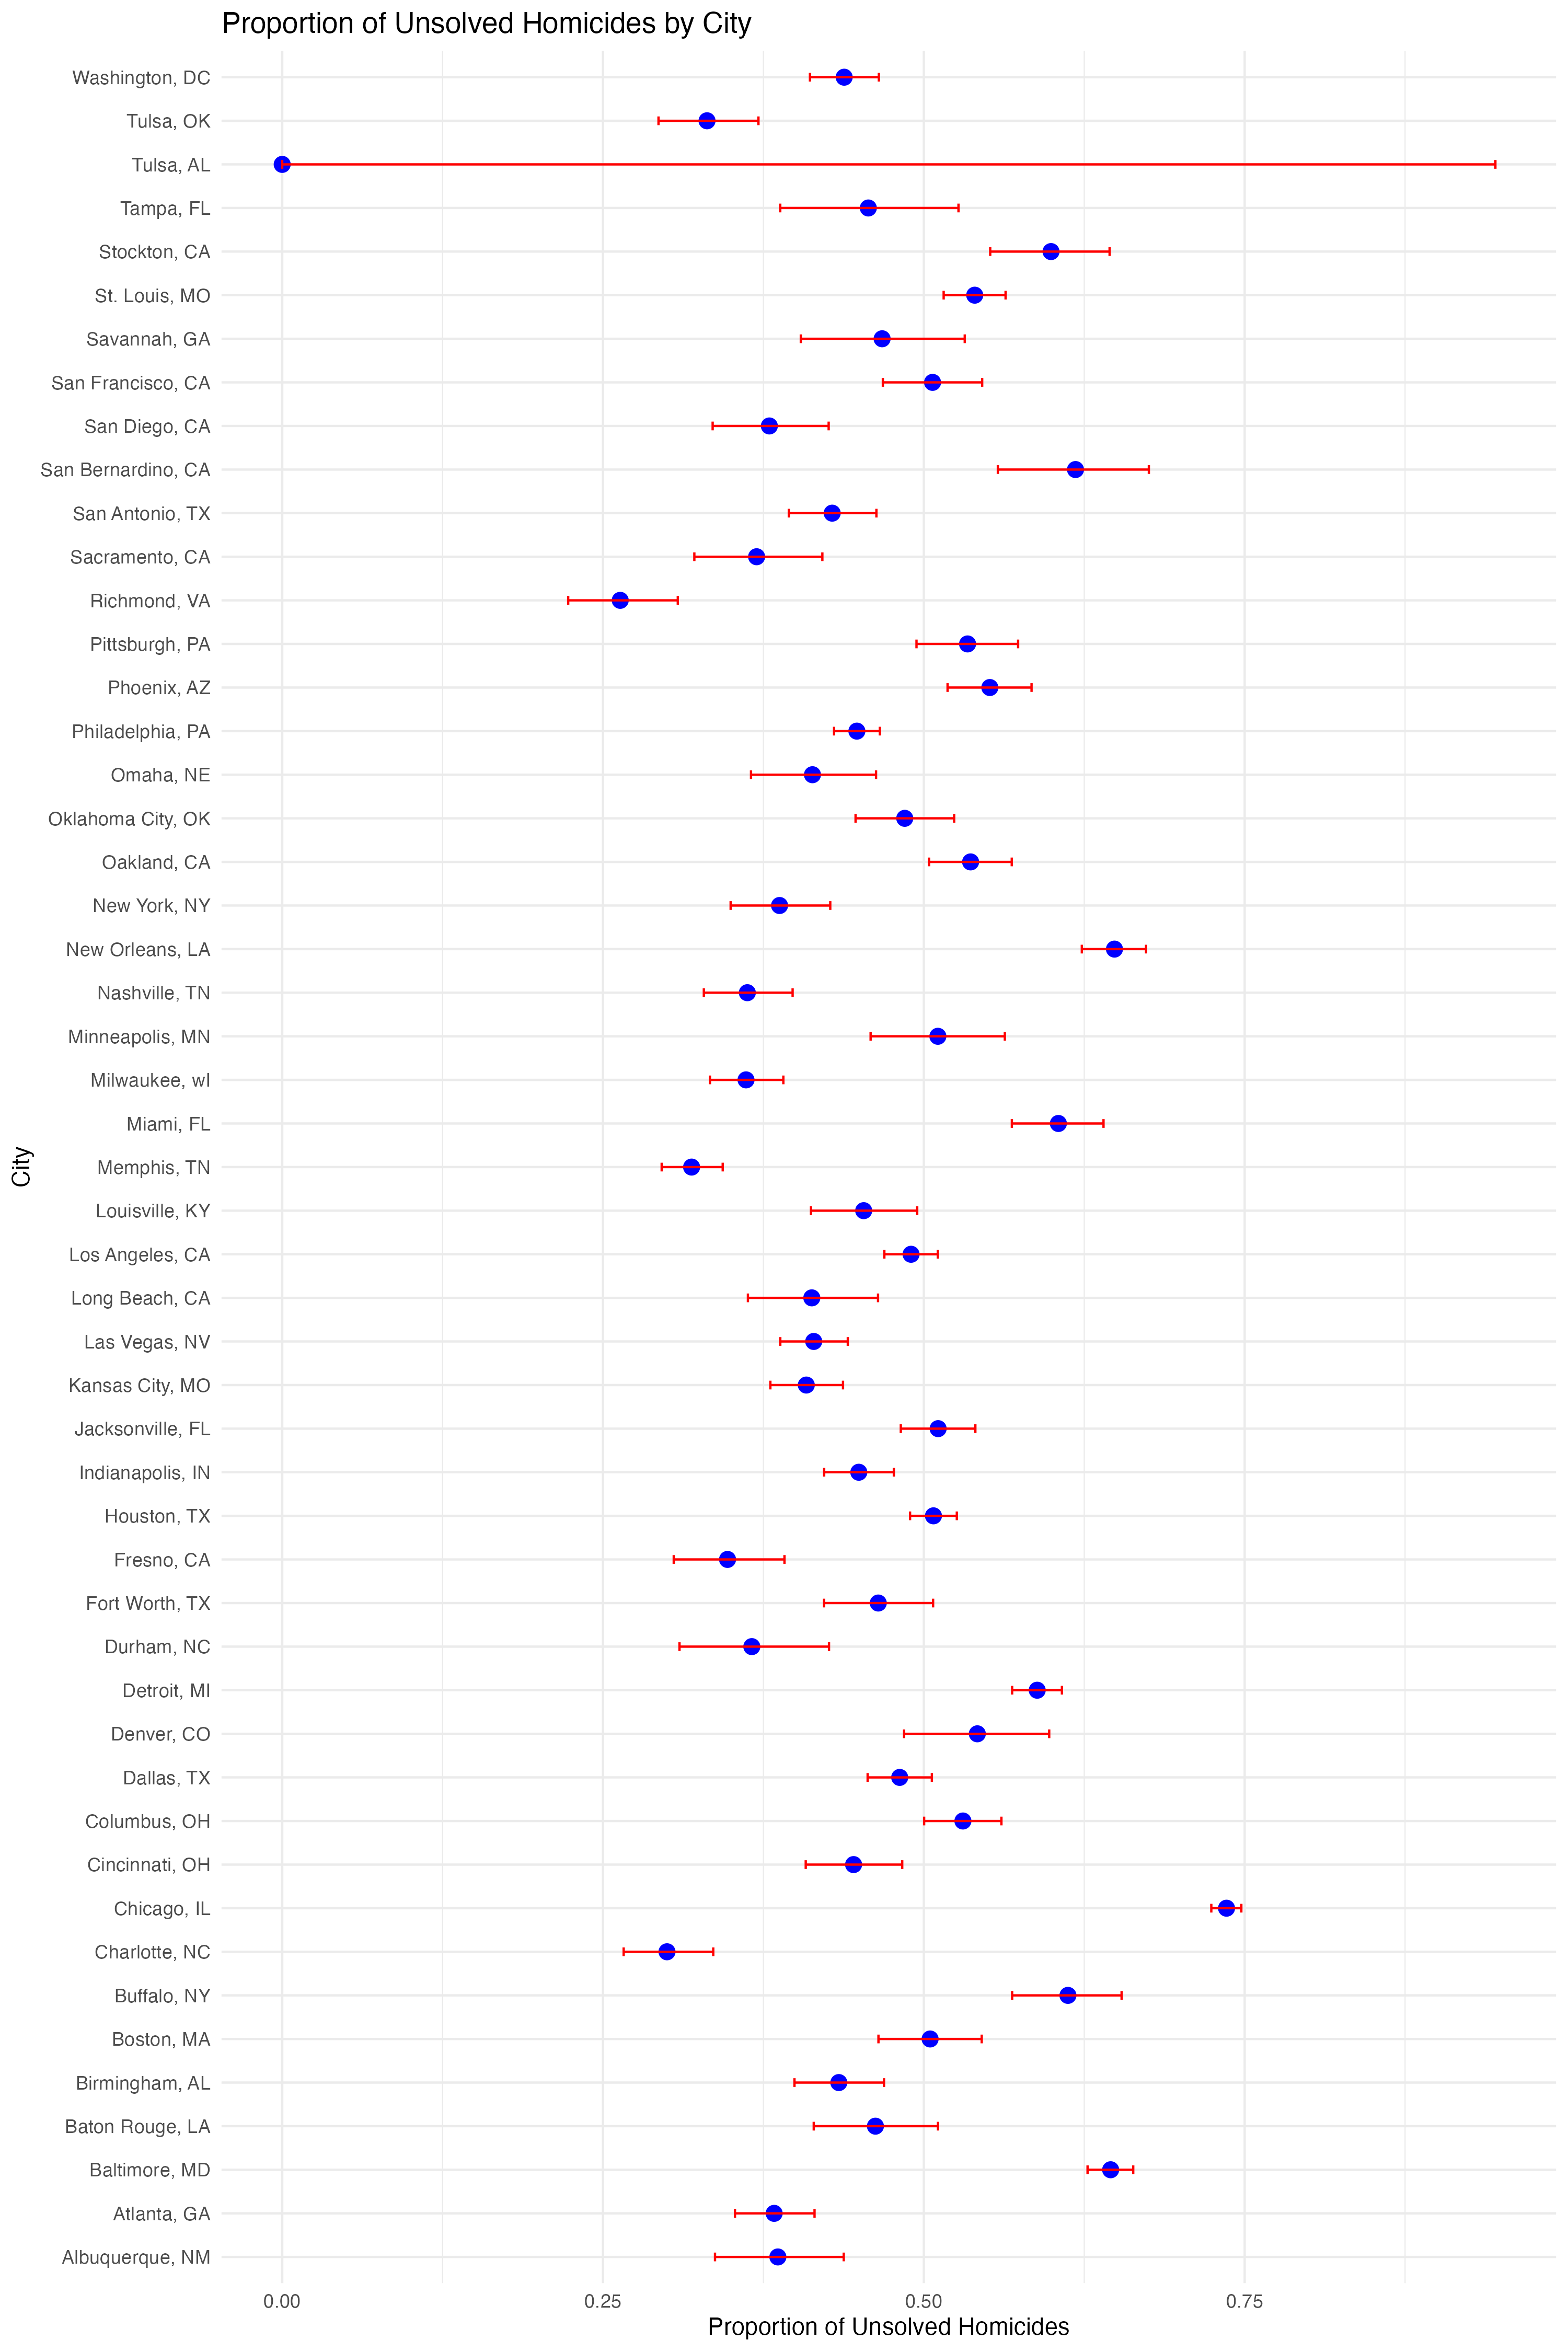 Proportion of Unsolved Homicides by City
Washington, DC
Tulsa, OK
Tulsa, AL
Tampa, FL
Stockton, CA
St. Louis, MO
Savannah, GA
San Francisco, CA
San Diego, CA
San Bernardino, CA
San Antonio, TX
Sacramento, CA
Richmond, VA
Pittsburgh, PA
Phoenix, AZ
Philadelphia, PA
Omaha, NE
Oklahoma City, OK
Oakland, CA
New York, NY
New Orleans, LA
Nashville, TN
Minneapolis, MN
Milwaukee, wI
Miami, FL
Memphis, TN
Louisville, KY
Los Angeles, CA
Long Beach, CA
Las Vegas, NV
Kansas City, MO
Jacksonville, FL
Indianapolis, IN
Houston, TX
Fresno, CA
Fort Worth, TX
Durham, NC
Detroit, MI
Denver, CO
Dallas, TX
Columbus, OH
Cincinnati, OH
Chicago, IL
Charlotte, NC
Buffalo, NY
Boston, MA
Birmingham, AL
Baton Rouge, LA
Baltimore, MD
Atlanta, GA
Albuquerque, NM
City
0.00 0.25 0.50 0.75
Proportion of Unsolved Homicides